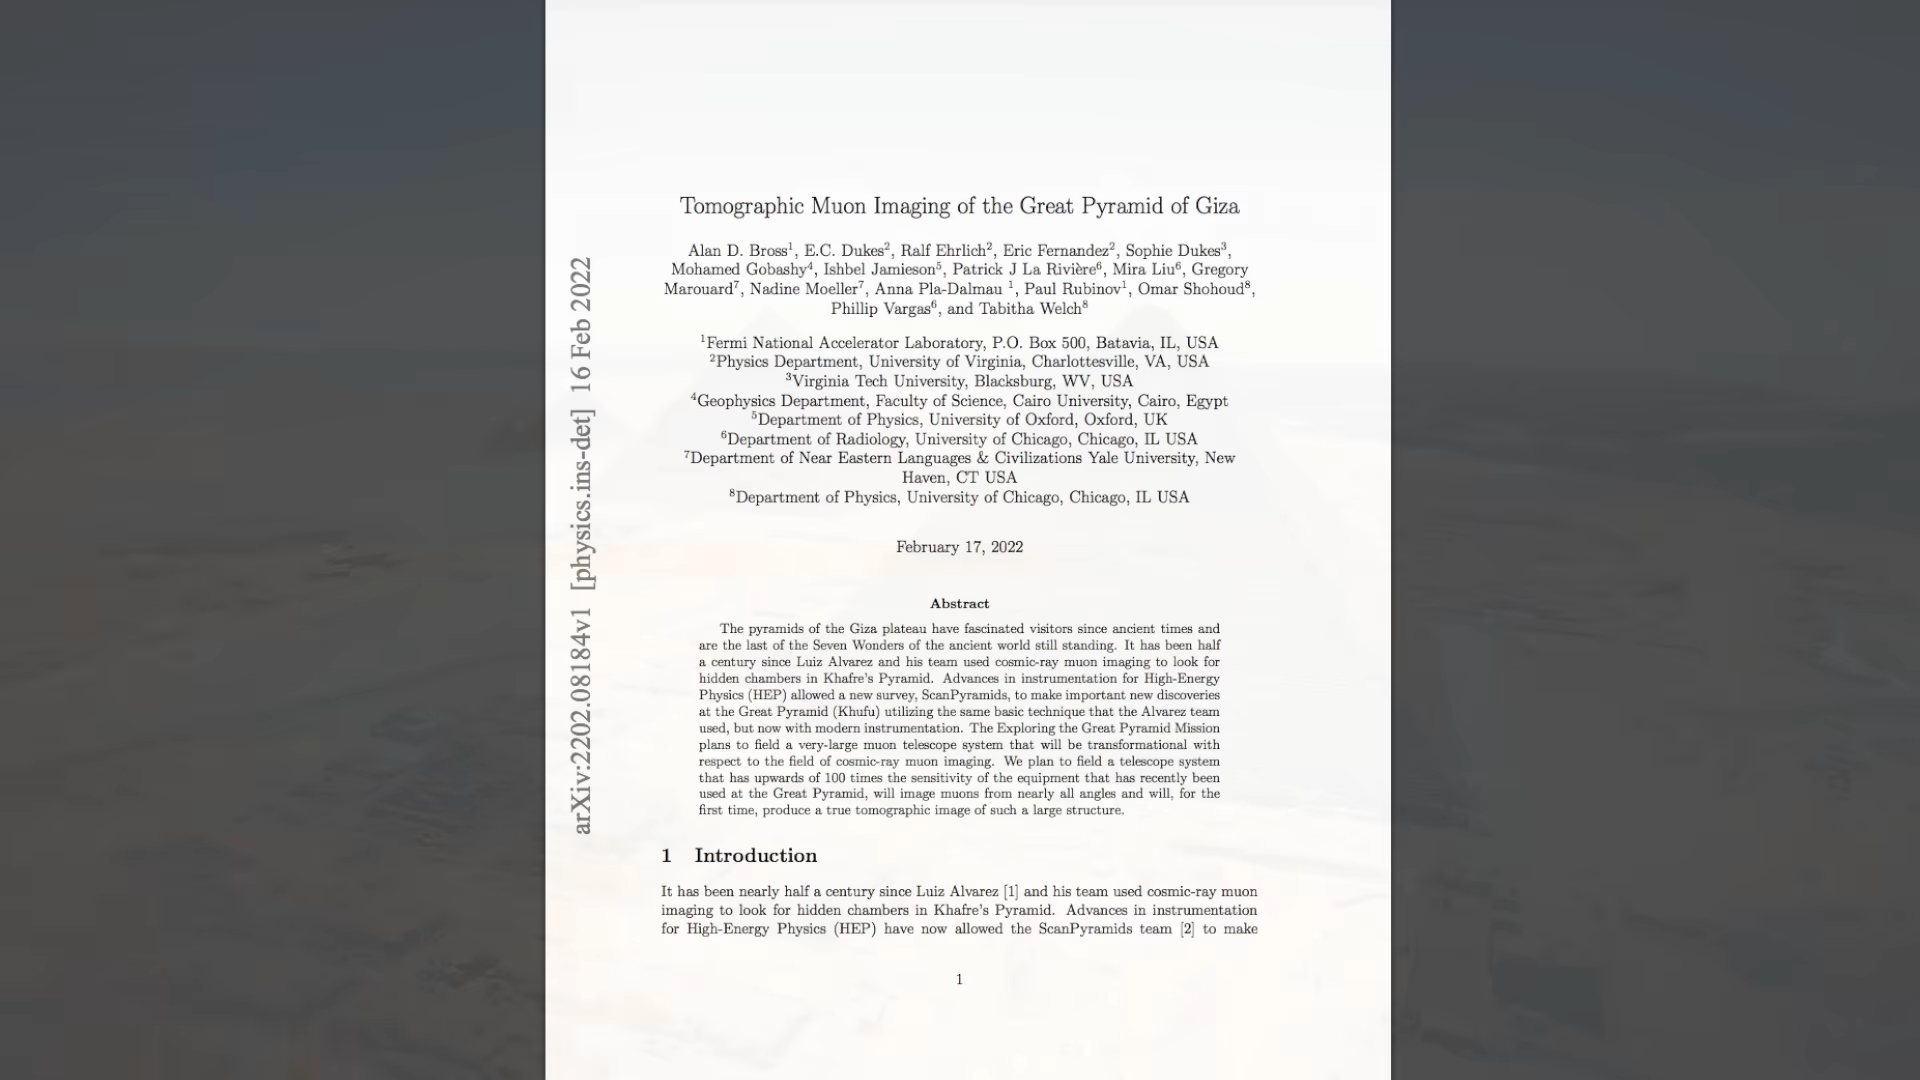 Tomographic Muon Imaging of the Great Pyramid of Giza
Alan D. Bross1, E.C. Dukes2, Ralf Ehrlich2, Eric Fernandez2, Sophie Dukes3,
Mohamed Gobashy4, Ishbel Jamieson5, Patrick J La Rivière6, Mira Liu6, Gregory
Marouard7, Nadine Moeller7, Anna Pla-Dalmau 1, Paul Rubinov1, Omar Shohoud8,
Phillip Vargas6, and Tabitha Welch8
1Fermi National Accelerator Laboratory, P.O. Box 500, Batavia, IL, USA
2Physics Department, University of Virginia, Charlottesville, VA, USA
3Virginia Tech University, Blacksburg, WV, USA
4Geophysics Department, Faculty of Science, Cairo University, Cairo, Egypt
5Department of Physics, University of Oxford, Oxford, UK
6Department of Radiology, University of Chicago, Chicago, IL USA
7Department of Near Eastern Languages & Civilizations Yale University, New
Haven, CT USA
8Department of Physics, University of Chicago, Chicago, IL USA
February 17, 2022
Abstract
The pyramids of the Giza plateau have fascinated visitors since ancient times and
are the last of the Seven Wonders of the ancient world still standing. It has been half
a century since Luiz Alvarez and his team used cosmic-ray muon imaging to look for
hidden chambers in Khafre's Pyramid. Advances in instrumentation for High-Energy
Physics (HEP) allowed a new survey, ScanPyramids, to make important new discoveries
at the Great Pyramid (Khufu) utilizing the same basic technique that the Alvarez team
used, but now with modern instrumentation. The Exploring the Great Pyramid Mission
plans to field a very-large muon telescope system that will be transformational with
respect to the field of cosmic-ray muon imaging. We plan to field a telescope system
that has upwards of 100 times the sensitivity of the equipment that has recently been
used at the Great Pyramid, will image muons from nearly all angles and will, for the
first time, produce a true tomographic image of such a large structure.
1 Introduction
It has been nearly half a century since Luiz Alvarez [1] and his team used cosmic-ray muon
imaging to look for hidden chambers in Khafre's Pyramid. Advances in instrumentation
for High-Energy Physics (HEP) have now allowed the ScanPyramids team [2] to make
1
arXiv:2202.08184v1 [physics.ins-det] 16 Feb 2022